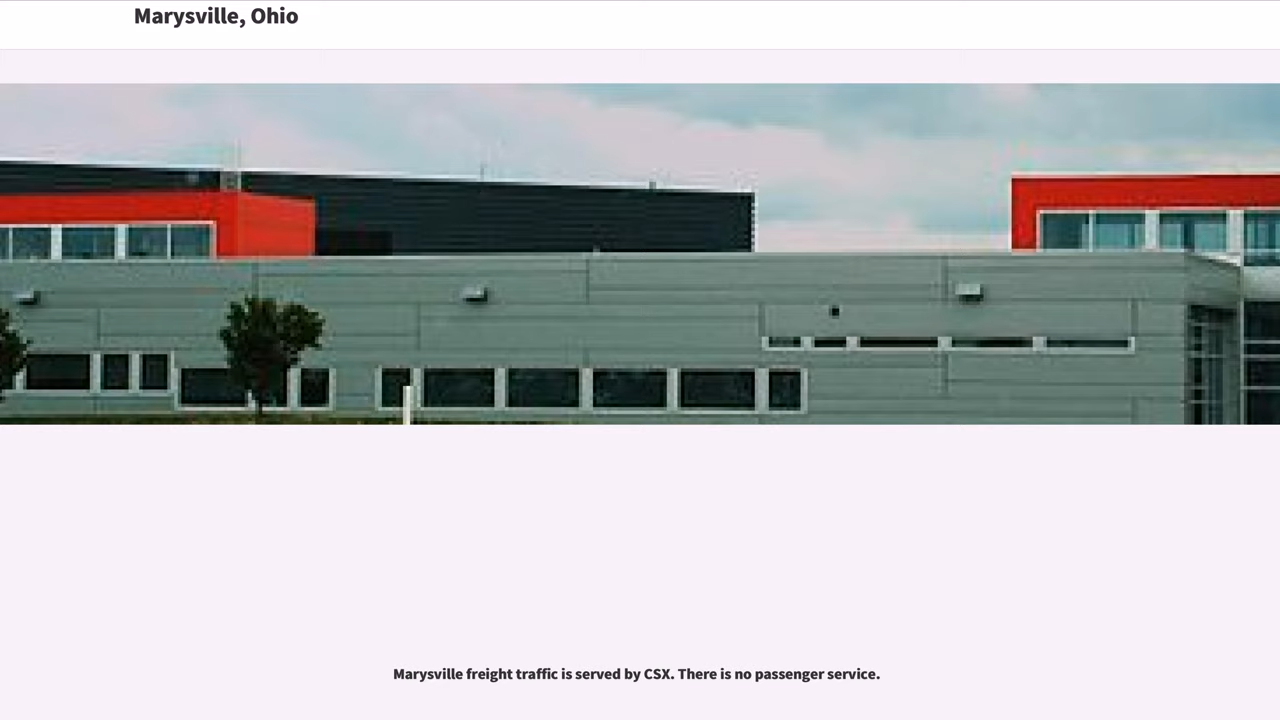 Marysville, Ohio
Marysville freight traffic is served by CSX. There is no passenger service.